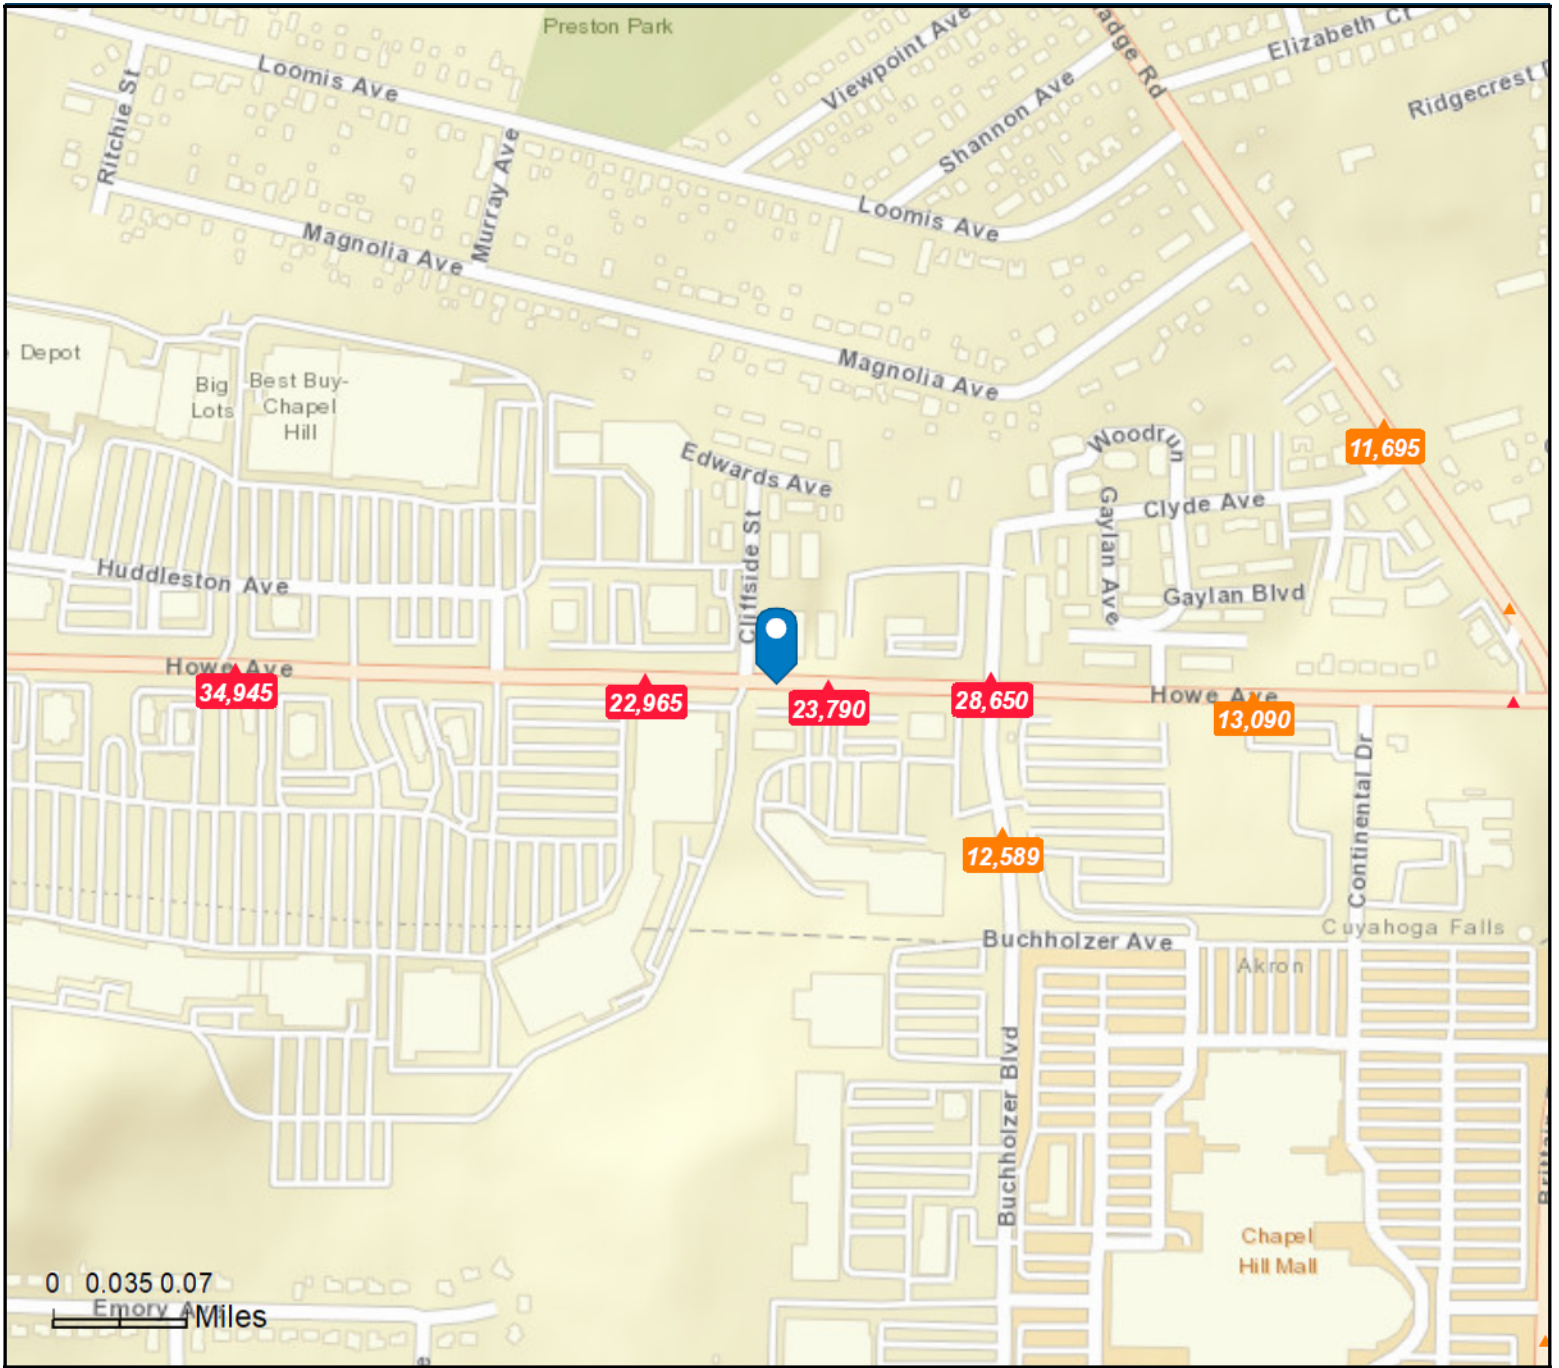 Preston Park
Viewpoint Ave
Elizabeth Ct
Loomis Ave
Shannon Ave
Ridgecrest
Ritchie St
Murray Ave
Loomis Ave
Magnolia Ave
Depot
Big
Lots
Best Buy-
Chapel
Hill
Magnolia Ave
Woodrun
11,695
Edwards Ave
Clyde Ave
Gaylan Ave
Cliffside St
Huddleston Ave
Gaylan Blvd
Howe Ave
34,945
22,965
23,790
28,650
Howe Ave
13,090
Continental Dr
12,589
Cuyahoga Falls
Buchholzer Ave
Akron
Buchholzer Blvd
Chapel
Hill Mall
0 0.035 0.07
Miles
Emory Ave